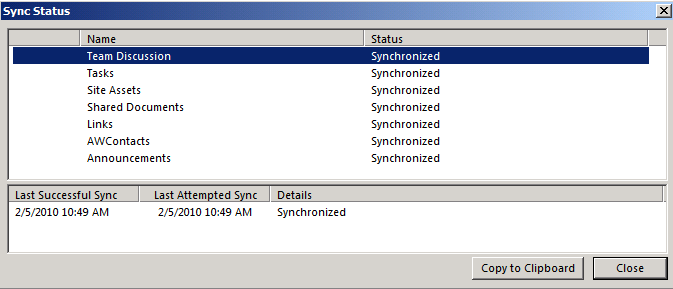 Sync Status
Name Status
Team Discussion Synchronized
Tasks Synchronized
Site Assets Synchronized
Shared Documents Synchronized
Links Synchronized
AWContacts Synchronized
Announcements Synchronized
Last Successful Sync Last Attempted Sync Details
2/5/2010 10:49 AM 2/5/2010 10:49 AM Synchronized
Copy to Clipboard Close